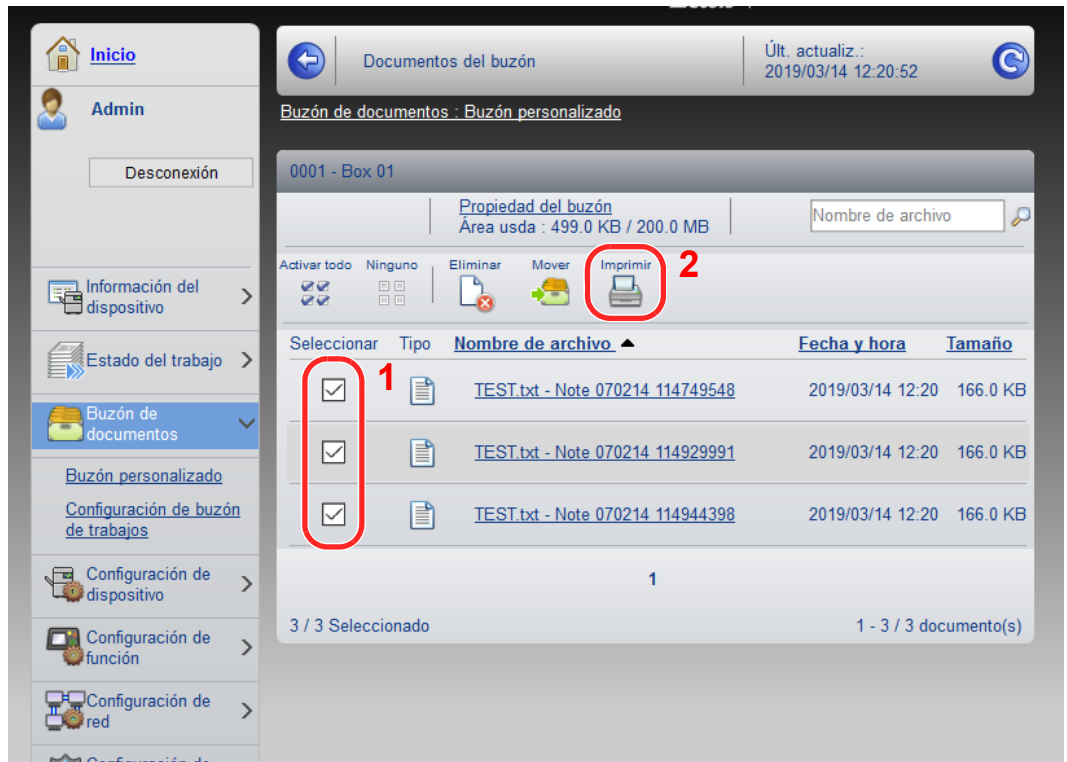 Inicio
Admin
Desconexión
Información del
dispositivo
Estado del trabajo
Buzón de
documentos
Buzón personalizado
Configuración de buzón
de trabajos
Configuración de
dispositivo
Configuración de
función
Configuración de
red
Documentos del buzón
Últ. actualiz.:
2019/03/14 12:20:52
Buzón de documentos : Buzón personalizado
0001 - Box 01
Propiedad del buzón
Área usda : 499.0 KB / 200.0 MB
Nombre de archivo
Activar todo Ninguno Eliminar Mover Imprimir 2
Seleccionar Tipo Nombre de archivo Fecha y hora Tamaño
1
TEST.txt - Note 070214 114749548 2019/03/14 12:20 166.0 KB
TEST.txt - Note 070214 114929991 2019/03/14 12:20 166.0 KB
TEST.txt - Note 070214 114944398 2019/03/14 12:20 166.0 KB
1
3 / 3 Seleccionado 1 - 3 / 3 documento(s)